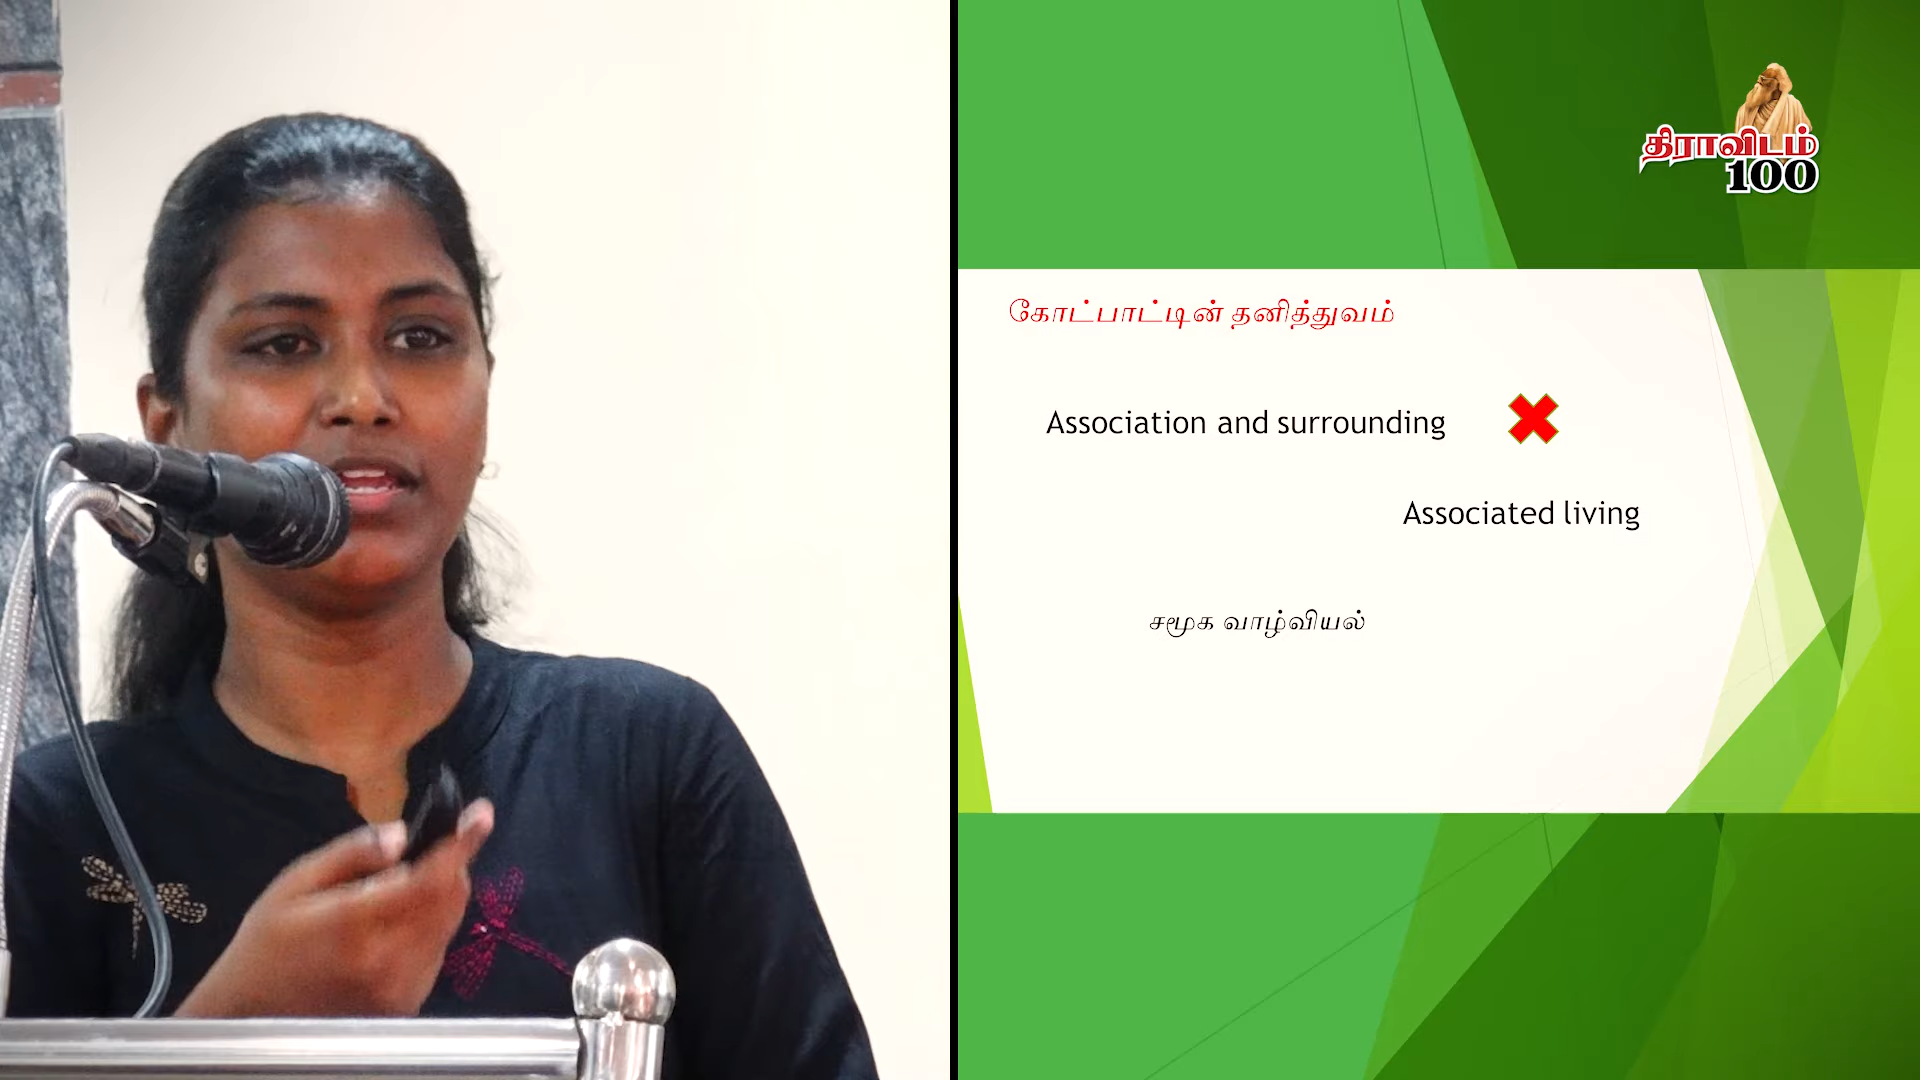 திராவிடம்
100
கோட்பாட்டின் தனித்துவம்
Association and surrounding
Associated living
சமூக வாழ்வியல்